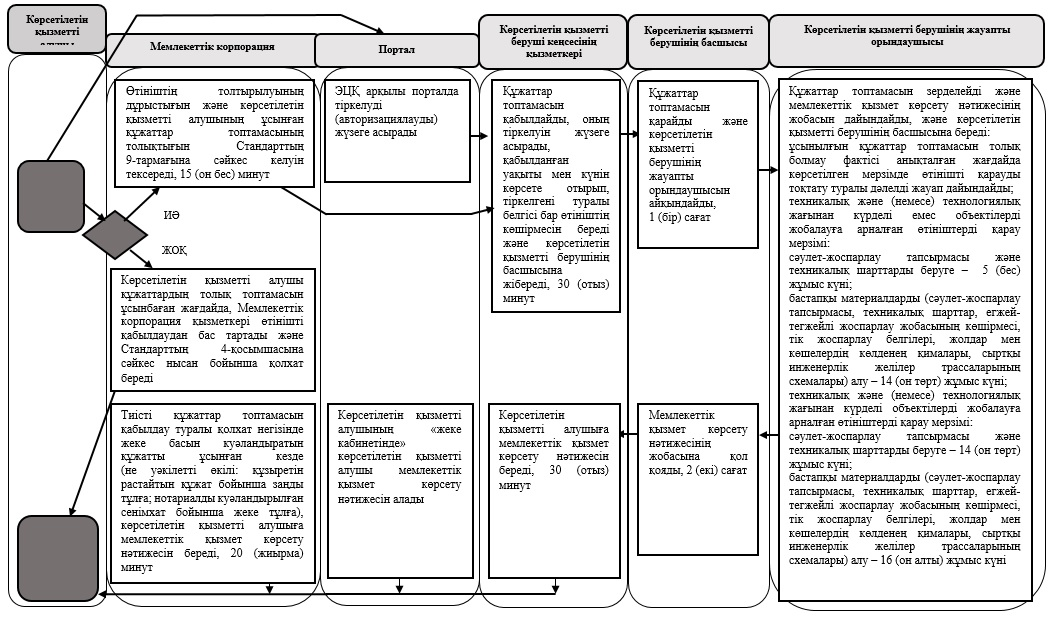 Көрсетілетін
қызметті
алушы
Мемлекеттік корпорация
Портал
Көрсетілетін қызметті
беруші кеңсесінің
қызметкері
Көрсетілетін қызметті
берушінің басшысы
Көрсетілетін қызметті берушінің жауапты
орындаушысы
Өтініштің толтырылуының
дұрыстығын және көрсетілетін
қызметті алушының ұсынған
құжаттар топтамасының
толықтығын Стандарттың
9-тармағына сәйкес келуін
тексереді, 15 (он бес) минут
ИӘ
ЖОҚ
Көрсетілетін қызметті алушы
құжаттардың толық топтамасын
ұсынбаған жағдайда, Мемлекеттік
корпорация қызметкері өтінішті
қабылдаудан бас тартады және
Стандарттың 4-қосымшасына
сәйкес нысан бойынша қолхат
береді
Тиісті құжаттар топтамасын
қабылдау туралы қолхат негізінде
жеке басын куәландыратын
құжатты ұсынған кезде
(не уәкілетті өкілі: құзыретін
растайтын құжат бойынша заңды
тұлға; нотариалды куәландырылған
сенімхат бойынша жеке тұлға),
көрсетілетін қызметті алушыға
мемлекеттік қызмет көрсету
нәтижесін береді, 20 (жиырма)
минут
ЭЦҚ арқылы порталда
тіркелуді
(авторизациялауды)
жүзеге асырады
Көрсетілетін қызметті
алушының «жеке
кабинетінде»
көрсетілетін қызметті
алушы мемлекеттік
қызмет көрсету
нәтижесін алады
Құжаттар
топтамасын
қабылдайды, оның
тіркелуін жүзеге
асырады,
қабылданған
уақыты мен күнін
көрсете отырып,
тіркелгені туралы
белгісі бар өтініштің
көшірмесін береді
және көрсетілетін
қызметті берушінің
басшысына
жібереді, 30 (отыз)
минут
Көрсетілетін
қызметті алушыға
мемлекеттік қызмет
көрсету нәтижесін
береді, 30 (отыз)
минут
Құжаттар
топтамасын
қарайды және
көрсетілетін
қызметті
берушінің
жауапты
орындаушысын
айқындайды,
1 (бір) сағат
Мемлекеттік
қызмет көрсету
нәтижесінің
жобасына қол
қояды, 2 (екі) сағат
Құжаттар топтамасын зерделейді және
мемлекеттік қызмет көрсету нәтижесінің
жобасын дайындайды, және көрсетілетін
қызметті берушінің басшысына береді:
ұсынылғын құжаттар топтамасын толық
болмау фактісі анықталған жағдайда
көрсетілген мерзімде өтінішті қарауды
тоқтату туралы дәлелді жауап дайындайды;
техникалық және (немесе) технологиялық
жағынан күрделі емес объектілерді
жобалауға арналған өтініштерді қарау
мерзімі:
сәулет-жоспарлау тапсырмасы және
техникалық шарттарды беруге – 5 (бес)
жұмыс күні;
бастапқы материалдарды (сәулет-жоспарлау
тапсырмасы, техникалық шарттар, егжей-
тегжейлі жоспарлау жобасының көшірмесі,
тік жоспарлау белгілері, жолдар мен
көшелердің көлденең қималары, сыртқы
инженерлік желілер трассаларының
схемалары) алу – 14 (он төрт) жұмыс күні;
техникалық және (немесе) технологиялық
жағынан күрделі объектілерді жобалауға
арналған өтініштерді қарау мерзімі:
сәулет-жоспарлау тапсырмасы және
техникалық шарттарды беруге – 14 (он төрт)
жұмыс күні;
бастапқы материалдарды (сәулет-жоспарлау
тапсырмасы, техникалық шарттар, егжей-
тегжейлі жоспарлау жобасының көшірмесі,
тік жоспарлау белгілері, жолдар мен
көшелердің көлденең қималары, сыртқы
инженерлік желілер трассаларының
схемалары) алу – 16 (он алты) жұмыс күні